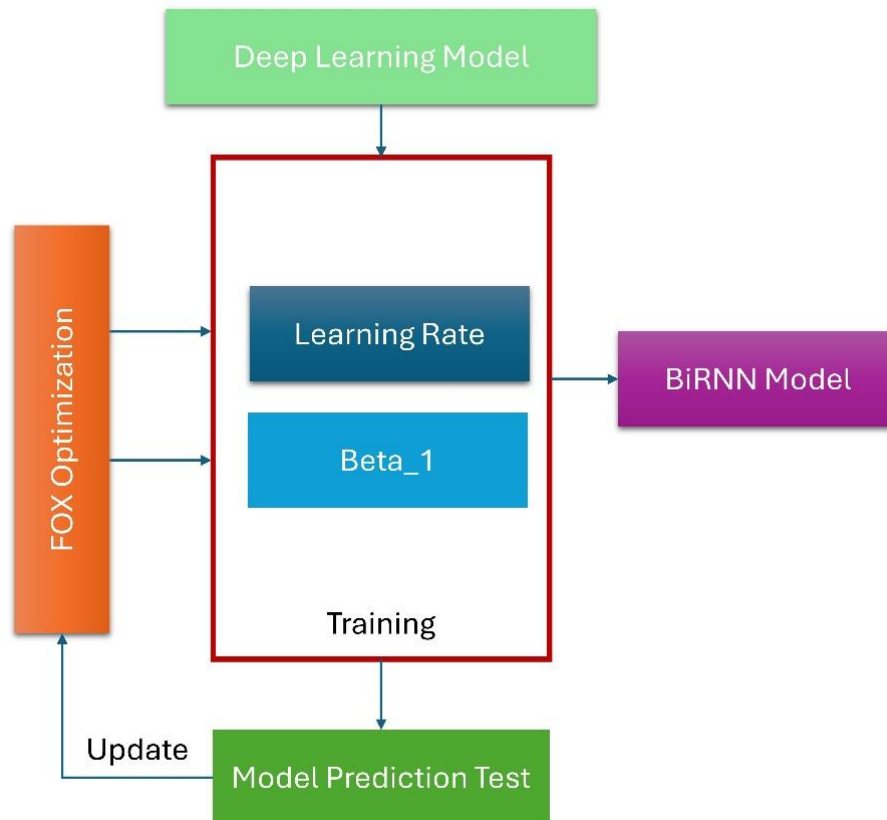 Deep Learning Model
FOX Optimization
Learning Rate
Beta_1
Training
BiRNN Model
Update
Model Prediction Test